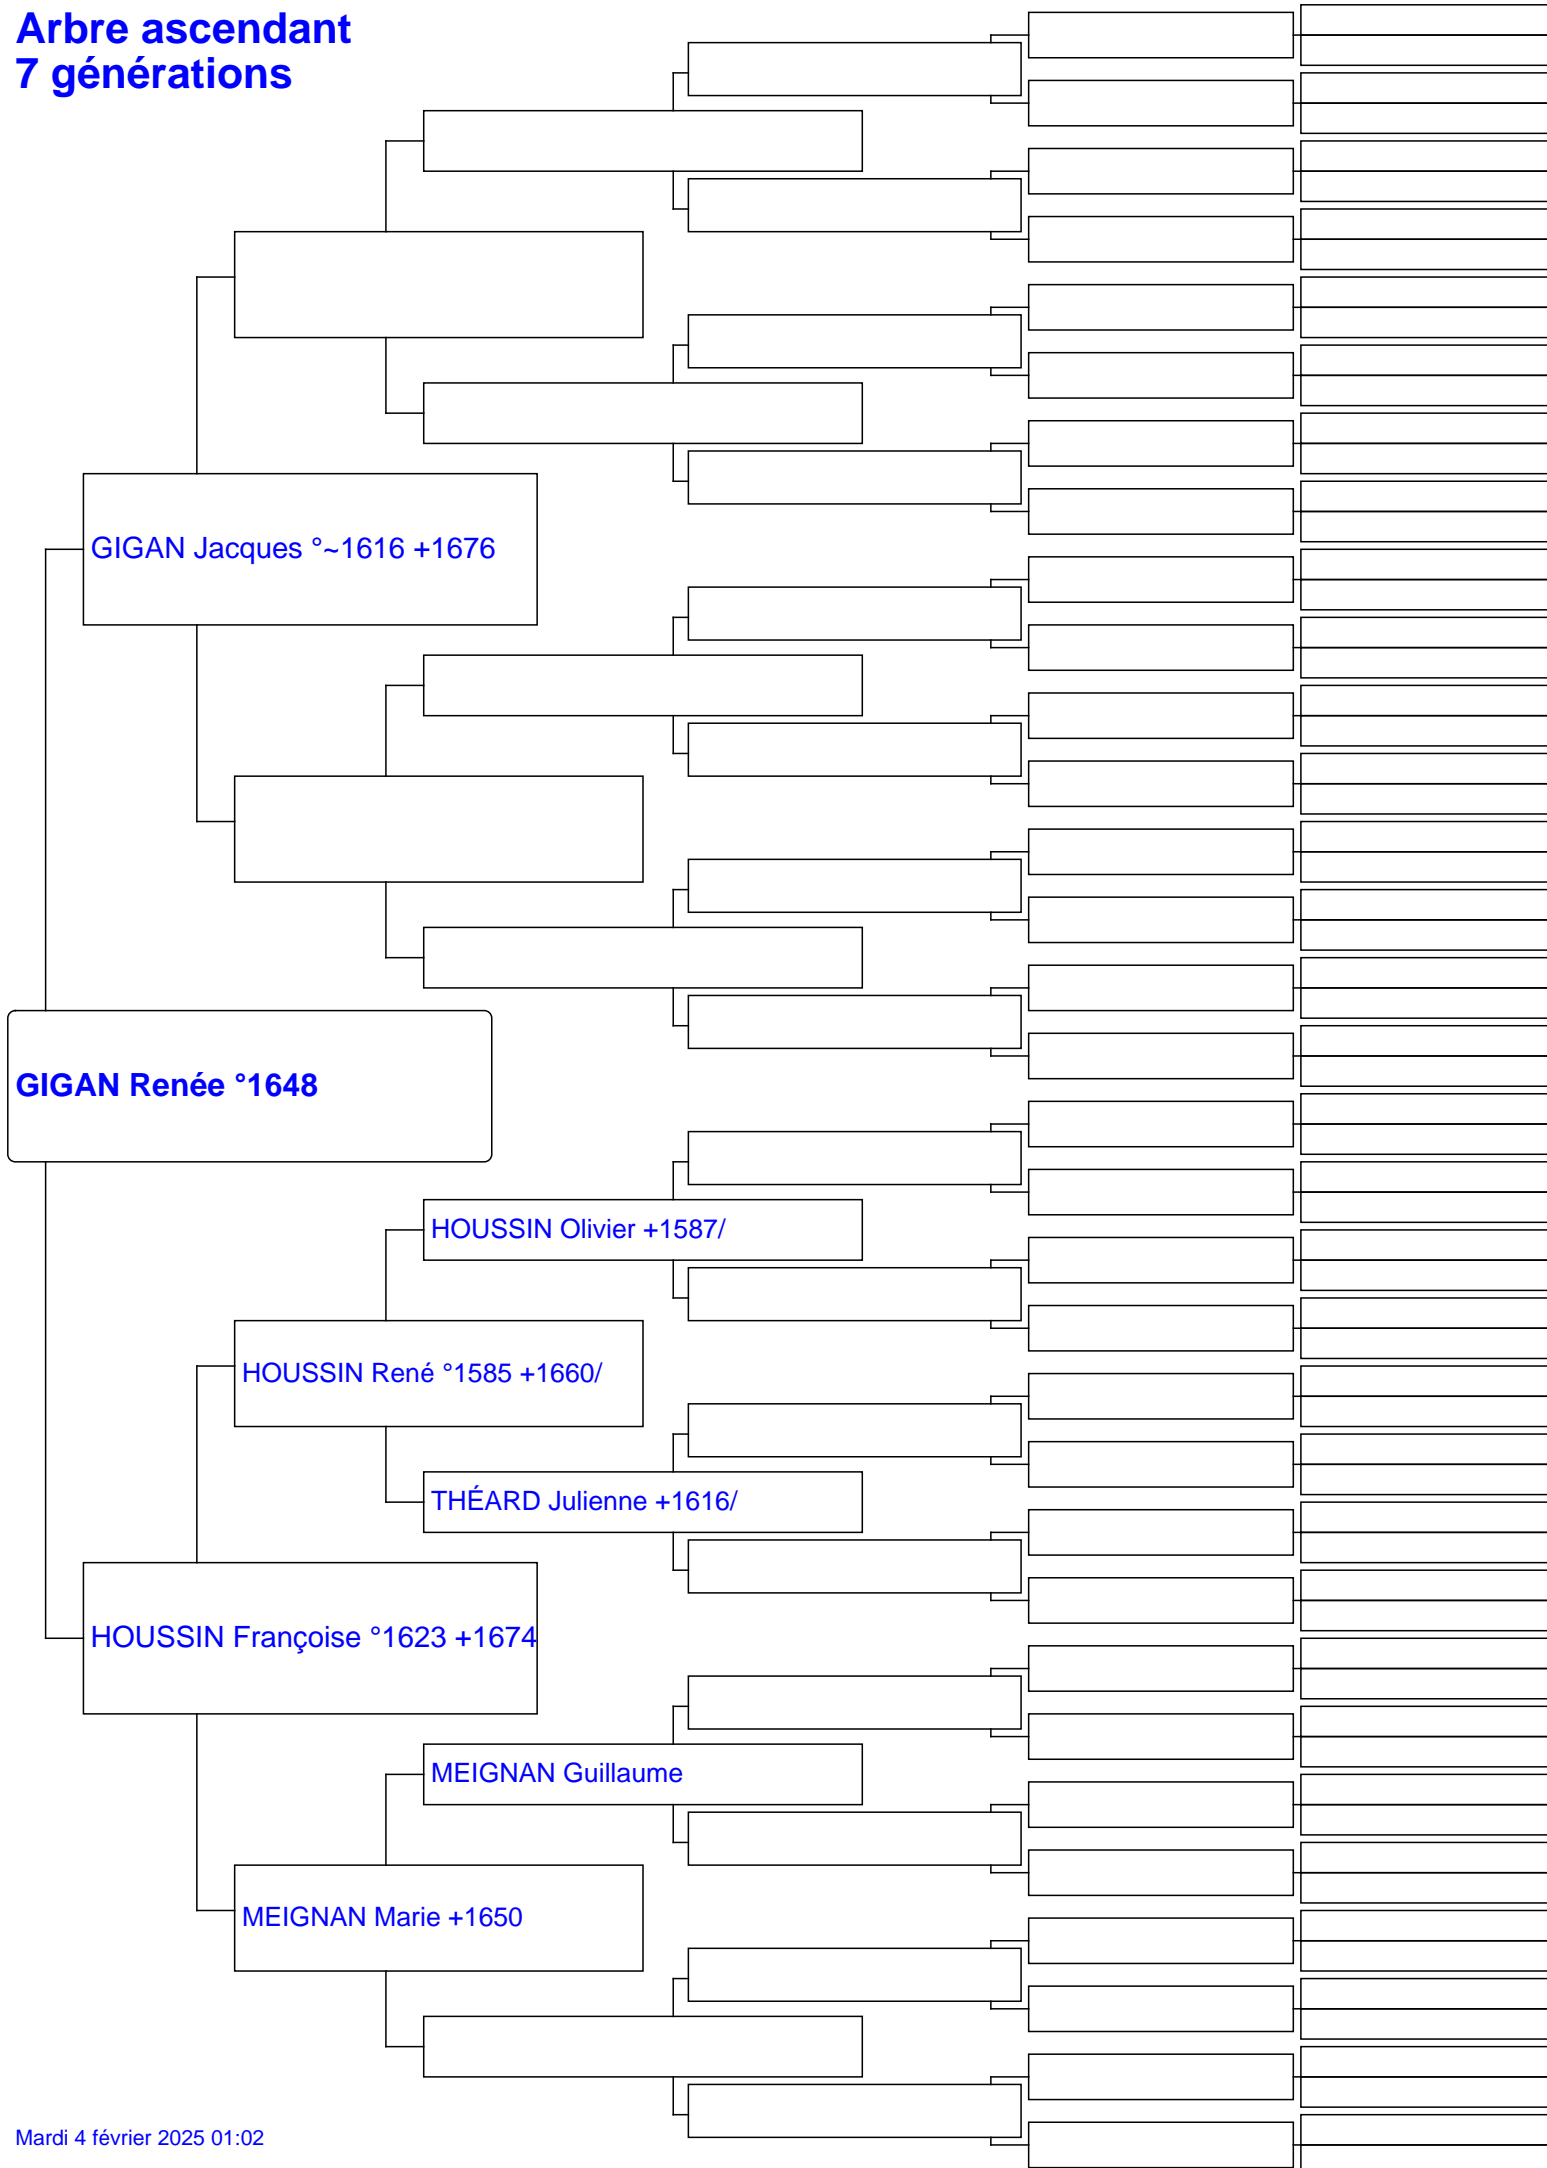 Arbre ascendant
7 générations
GIGAN Jacques °~1616 +1676
GIGAN Renée °1648
HOUSSIN Olivier +1587/
HOUSSIN René °1585 +1660/
THÉARD Julienne +1616/
HOUSSIN Françoise °1623 +1674
MEIGNAN Guillaume
MEIGNAN Marie +1650
Mardi 4 février 2025 01:02